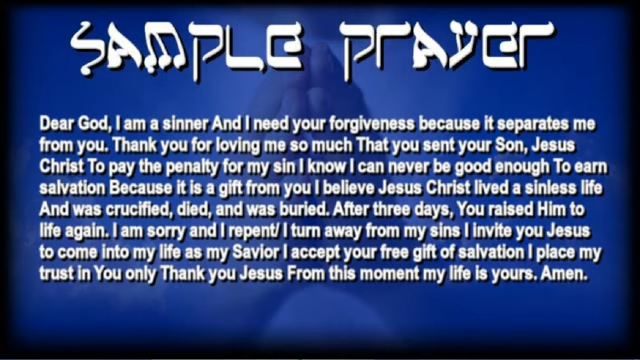 SAMPLE PRAYER
Dear God, I am a sinner And I need your forgiveness because it separates me
from you. Thank you for loving me so much That you sent your Son, Jesus
Christ To pay the penalty for my sin I know I can never be good enough To earn
salvation Because it is a gift from you I believe Jesus Christ lived a sinless life
And was crucified, died, and was buried. After three days, You raised Him to
life again. I am sorry and I repent/ I turn away from my sins I invite you Jesus
to come into my life as my Savior I accept your free gift of salvation I place my
trust in You only Thank you Jesus From this moment my life is yours. Amen.